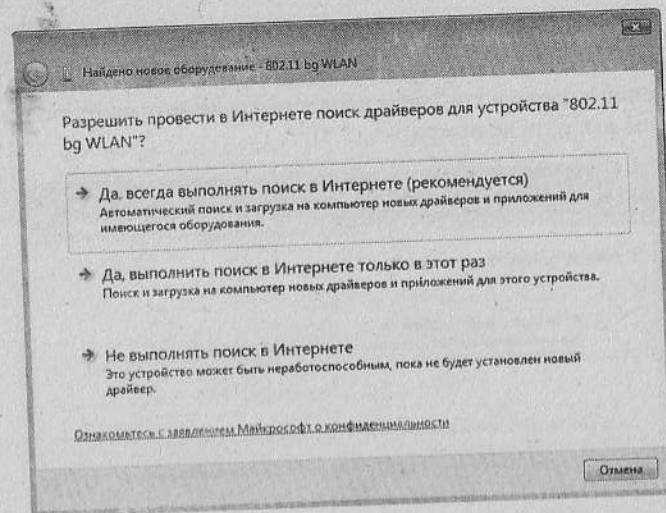 Найдено новое оборудование - 802.11 bg WLAN
Разрешить провести в Интернете поиск драйверов для устройства "802.11
bg WLAN"?
Да, всегда выполнять поиск в Интернете (рекомендуется)
Автоматический поиск и загрузка на компьютер новых драйверов и приложений для
имеющегося оборудования.
Да, выполнить поиск в Интернете только в этот раз
Поиск и загрузка на компьютер новых драйверов и приложений для этого устройства.
Не выполнять поиск в Интернете
Это устройство может быть неработоспособным, пока не будет установлен новый
драйвер.
Ознакомьтесь с заявлением Майкрософт о конфиденциальности
Отмена